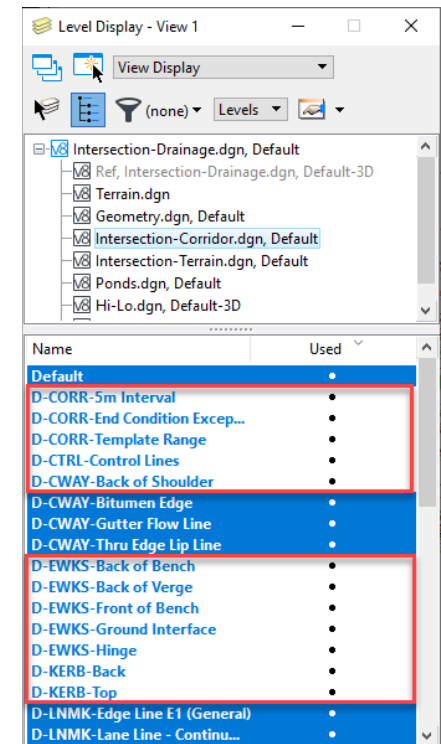 Level Display - View 1
View Display
(none) Levels
Intersection-Drainage.dgn, Default
Ref, Intersection-Drainage.dgn, Default-3D
Terrain.dgn
Geometry.dgn, Default
Intersection-Corridor.dgn, Default
Intersection-Terrain.dgn, Default
Ponds.dgn, Default
Hi-Lo.dgn, Default-3D
Name Used
Default
D-CORR-5m Interval
D-CORR-End Condition Excep...
D-CORR-Template Range
D-CTRL-Control Lines
D-CWAY-Back of Shoulder
D-CWAY-Bitumen Edge
D-CWAY-Gutter Flow Line
D-CWAY-Thru Edge Lip Line
D-EWKS-Back of Bench
D-EWKS-Back of Verge
D-EWKS-Front of Bench
D-EWKS-Ground Interface
D-EWKS-Hinge
D-KERB-Back
D-KERB-Top
D-LNMK-Edge Line E1 (General)
D-LNMK-Lane Line - Continu...